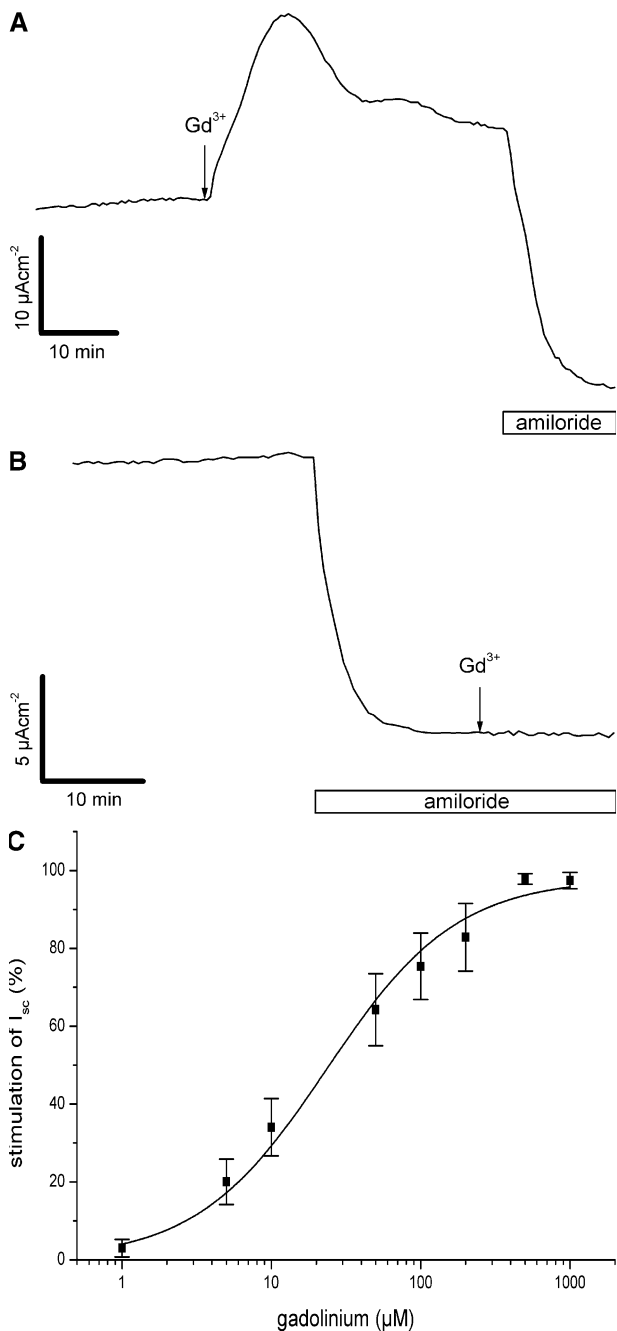 A
Gd³⁺
10 µAcm⁻²
10 min
amiloride
B
Gd³⁺
5 µAcm⁻²
10 min
amiloride
C
100
80
60
40
20
0
stimulation of Isc (%)
1 10 100 1000
gadolinium (µM)